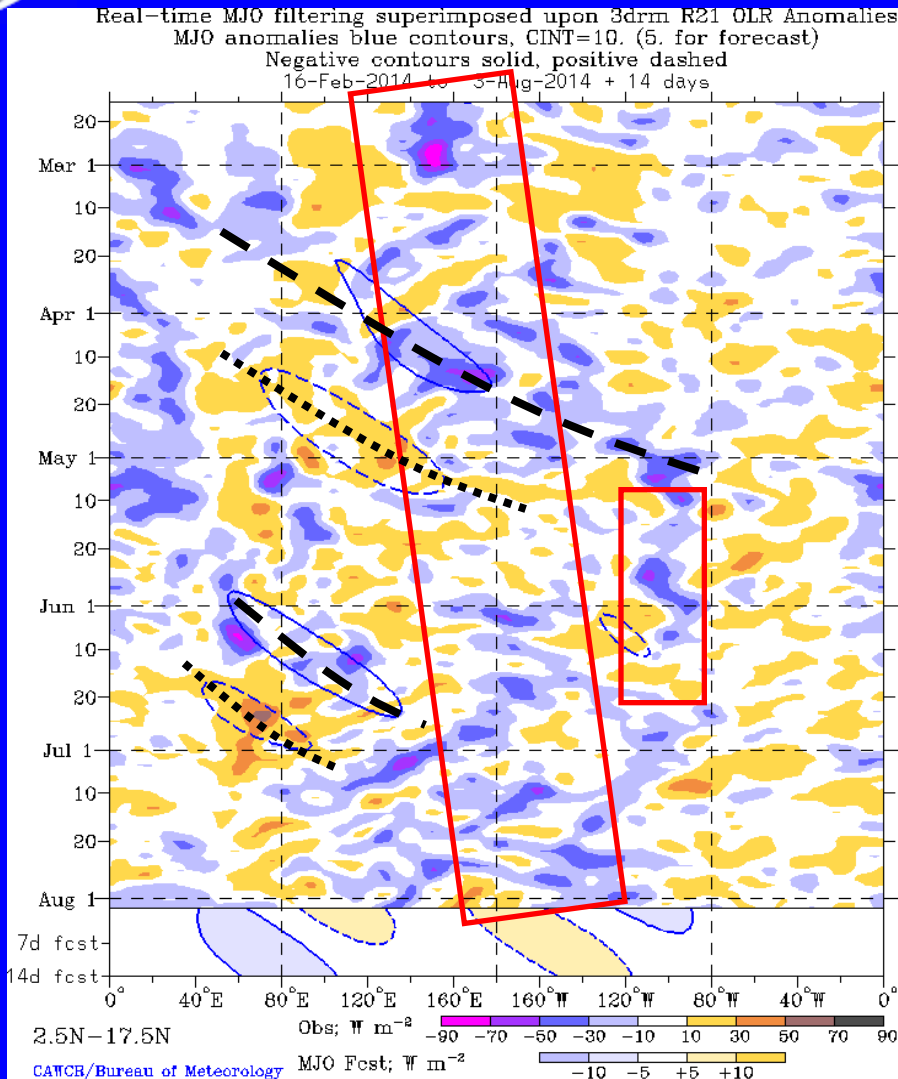 Real-time MJO filtering superimposed upon 3drm R21 OLR Anomalies
MJO anomalies blue contours, CINT=10. (5. for forecast)
Negative contours solid, positive dashed
16-Feb-2014 to 3-Aug-2014 + 14 days
20
Mar 1
10
20
Apr 1
10
20
May 1
10
20
Jun 1
10
20
Jul 1
10
20
Aug 1
7d fcst
14d fcst
0° 40°E 80°E 120°E 160°E 160°W 120°W 80°W 40°W 0°
2.5N-17.5N
Obs; W m-2
-90 -70 -50 -30 -10 10 30 50 70 90
CAWCR/Bureau of Meteorology
MJO Fcst; W m-2
-10 -5 +5 +10